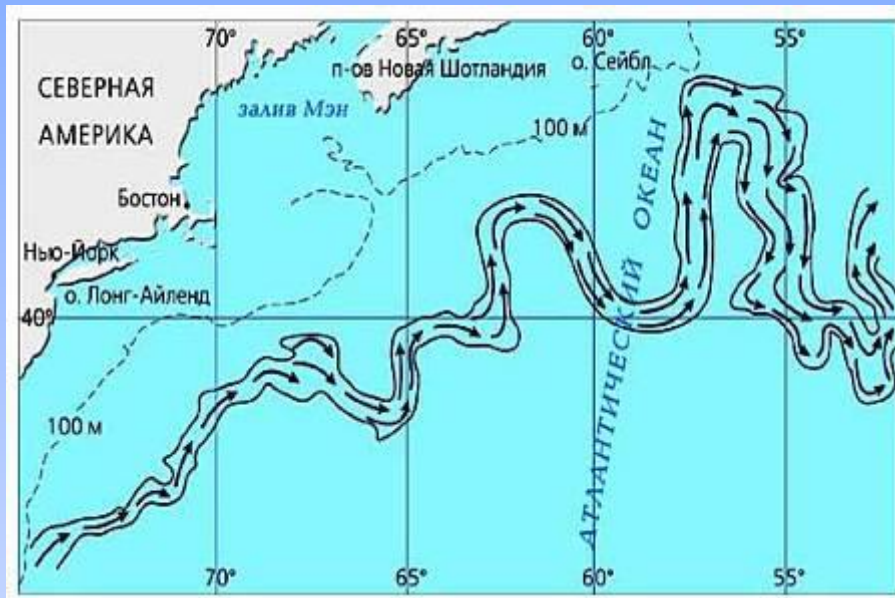 70°
65°
60°
55°
п-ов Новая Шотландия
о. Сейбл
СЕВЕРНАЯ
АМЕРИКА
залив Мэн
100 м
Бостон
Нью-Йорк
о. Лонг-Айленд
40°
АТЛАНТИЧЕСКИЙ ОКЕАН
100 м
70°
65°
60°
55°